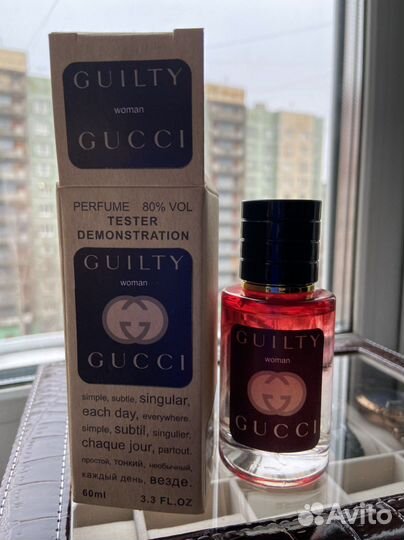 GUILTY
woman
GUCCI
PERFUME 80% VOL
TESTER
DEMONSTRATION
GUILTY
woman
GUCCI
simple, subtle, singular,
each day, everywhere.
simple, subtil, singulier.
chaque jour, partout.
простой, тонкий, необычный,
каждый день, везде.
60ml 3.3 FL.OZ
GUILTY
woman
GUCCI
Avito